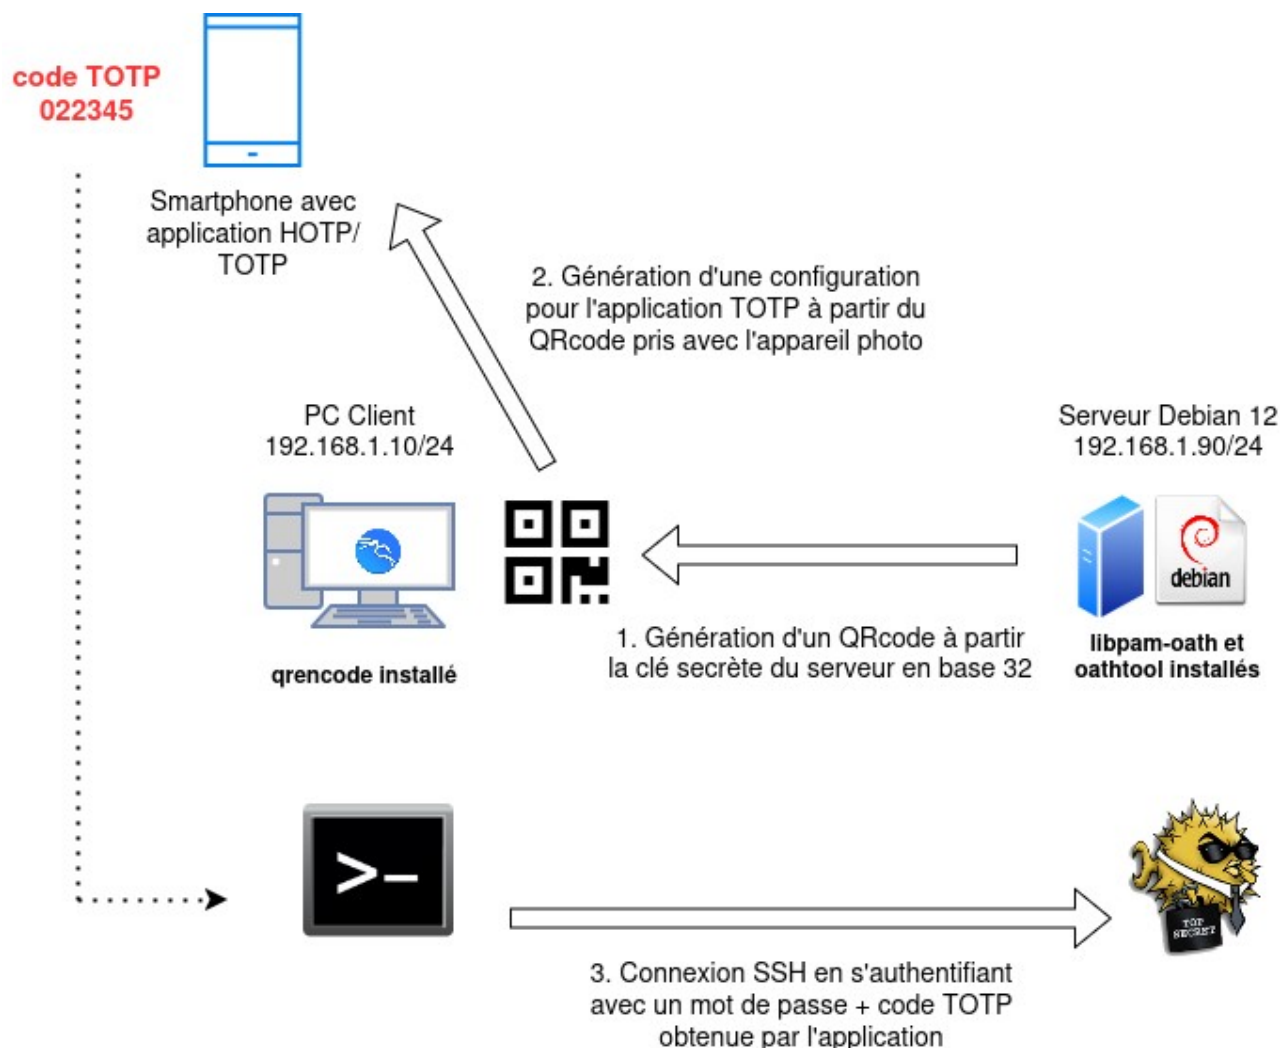 code TOTP
022345
Smartphone avec
application HOTP/
TOTP
2. Génération d'une configuration
pour l'application TOTP à partir du
QRcode pris avec l'appareil photo
PC Client
192.168.1.10/24
Serveur Debian 12
192.168.1.90/24
debian
qrencode installé
1. Génération d'un QRcode à partir
la clé secrète du serveur en base 32
libpam-oath et
oathtool installés
>_
TOP
SECRET
3. Connexion SSH en s'authentifiant
avec un mot de passe + code TOTP
obtenue par l'application